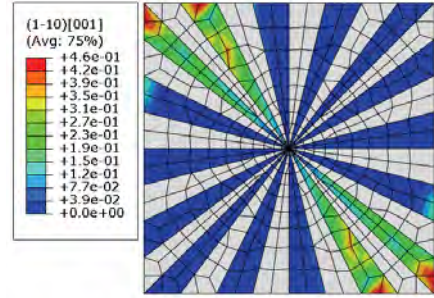 (1-10)[001]
(Avg: 75%)
+4.6e-01
+4.2e-01
+3.9e-01
+3.5e-01
+3.1e-01
+2.7e-01
+2.3e-01
+1.9e-01
+1.5e-01
+1.2e-01
+7.7e-02
+3.9e-02
+0.0e+00